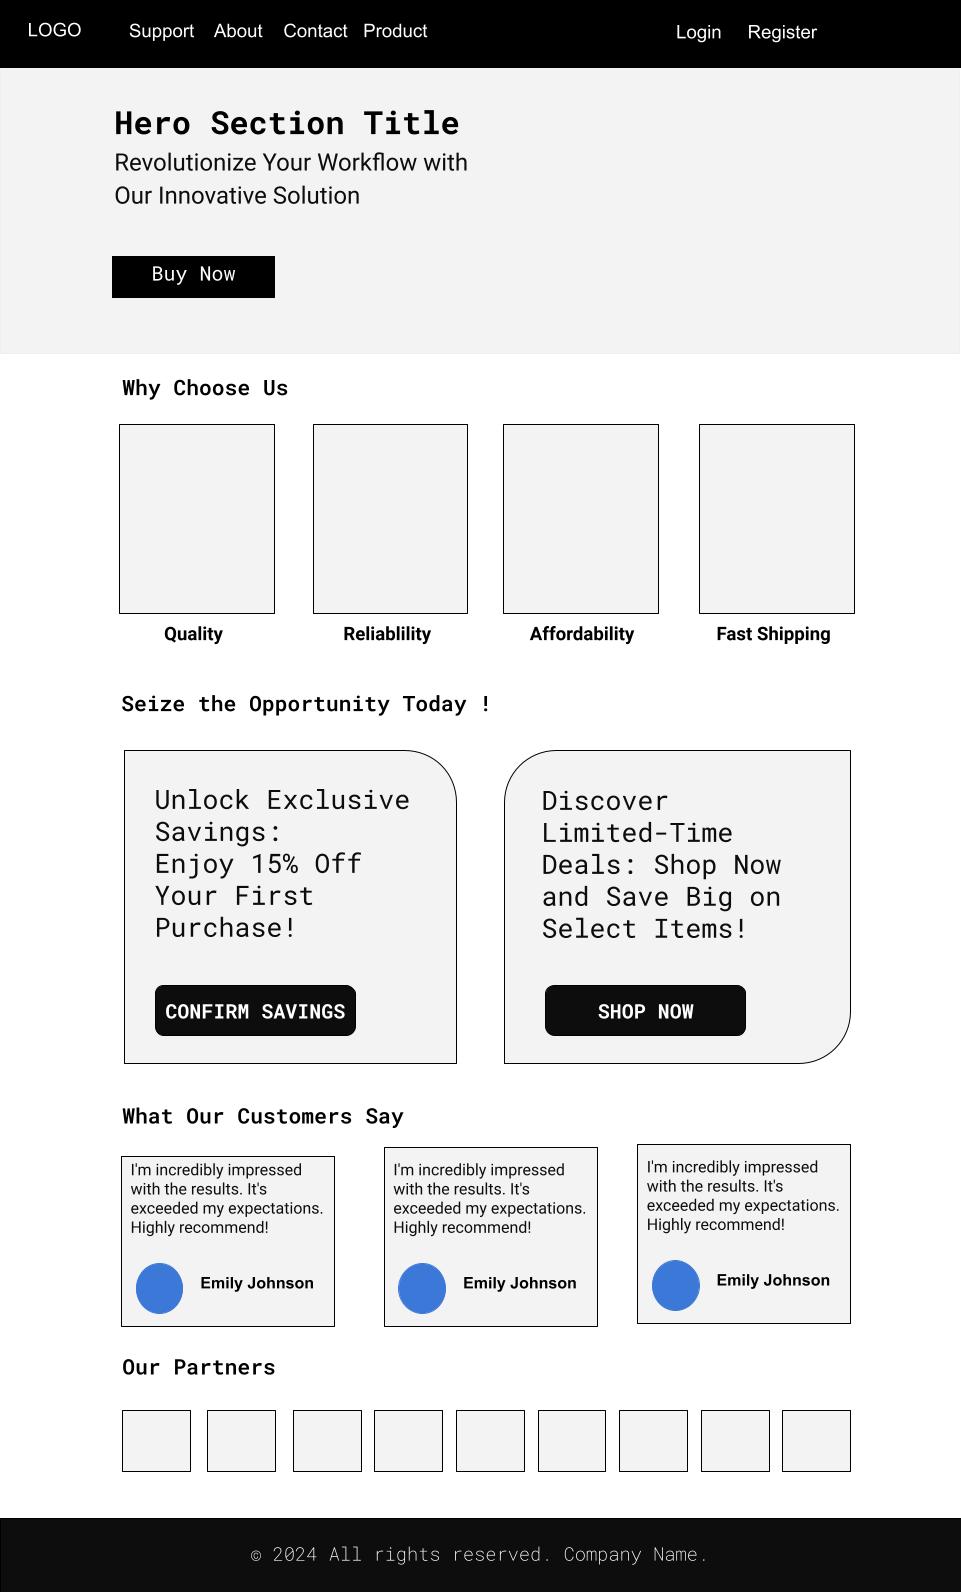 LOGO Support About Contact Product Login Register
Hero Section Title
Revolutionize Your Workflow with
Our Innovative Solution
Buy Now
Why Choose Us
Quality Reliablility Affordability Fast Shipping
Seize the Opportunity Today !
Unlock Exclusive
Savings:
Enjoy 15% Off
Your First
Purchase!
CONFIRM SAVINGS
Discover
Limited-Time
Deals: Shop Now
and Save Big on
Select Items!
SHOP NOW
What Our Customers Say
I'm incredibly impressed
with the results. It's
exceeded my expectations.
Highly recommend!
Emily Johnson
I'm incredibly impressed
with the results. It's
exceeded my expectations.
Highly recommend!
Emily Johnson
I'm incredibly impressed
with the results. It's
exceeded my expectations.
Highly recommend!
Emily Johnson
Our Partners
© 2024 All rights reserved. Company Name.